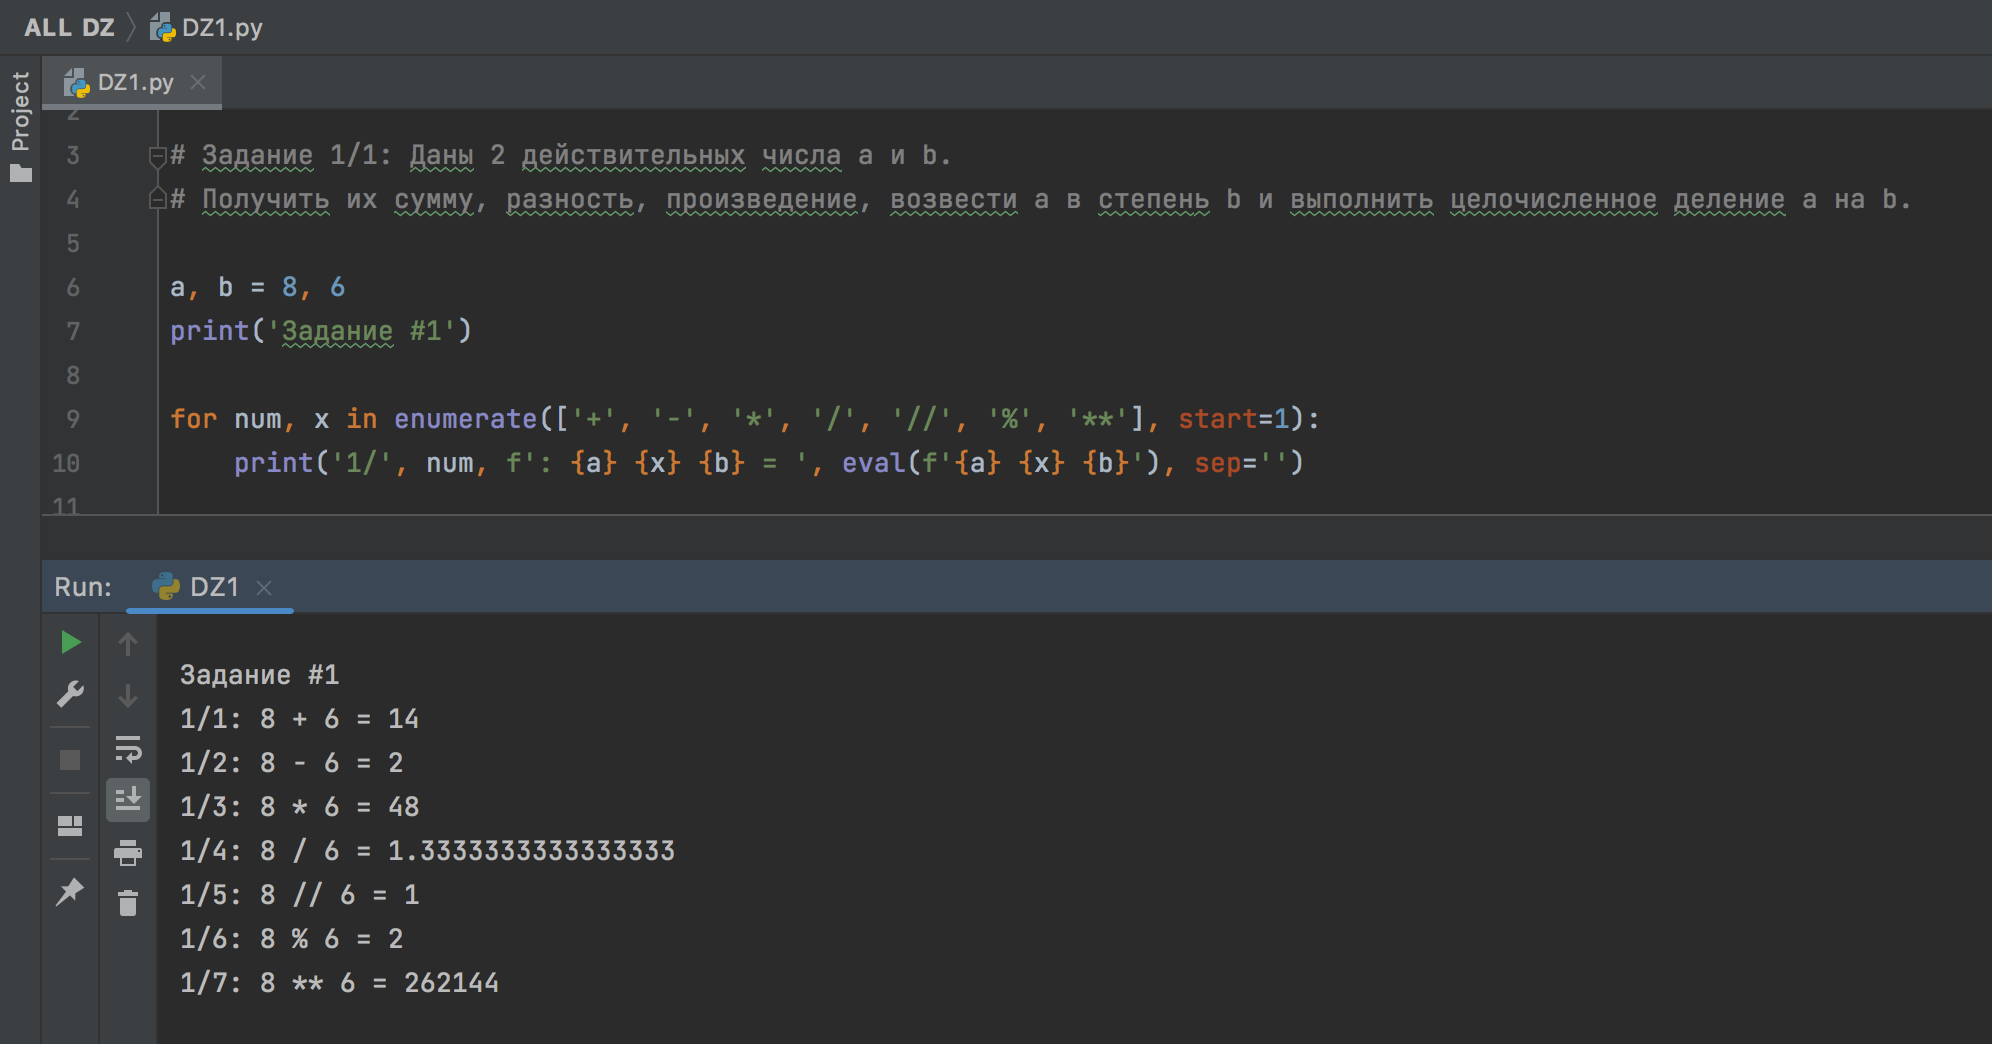 ALL DZ DZ1.py
Project
DZ1.py
2
3 # Задание 1/1: Даны 2 действительных числа a и b.
4 # Получить их сумму, разность, произведение, возвести a в степень b и выполнить целочисленное деление a на b.
5
6 a, b = 8, 6
7 print('Задание #1')
8
9 for num, x in enumerate(['+', '-', '*', '/', '//', '%', '**'], start=1):
10 print('1/', num, f': {a} {x} {b} = ', eval(f'{a} {x} {b}'), sep='')
11
Run: DZ1
Задание #1
1/1: 8 + 6 = 14
1/2: 8 - 6 = 2
1/3: 8 * 6 = 48
1/4: 8 / 6 = 1.3333333333333333
1/5: 8 // 6 = 1
1/6: 8 % 6 = 2
1/7: 8 ** 6 = 262144